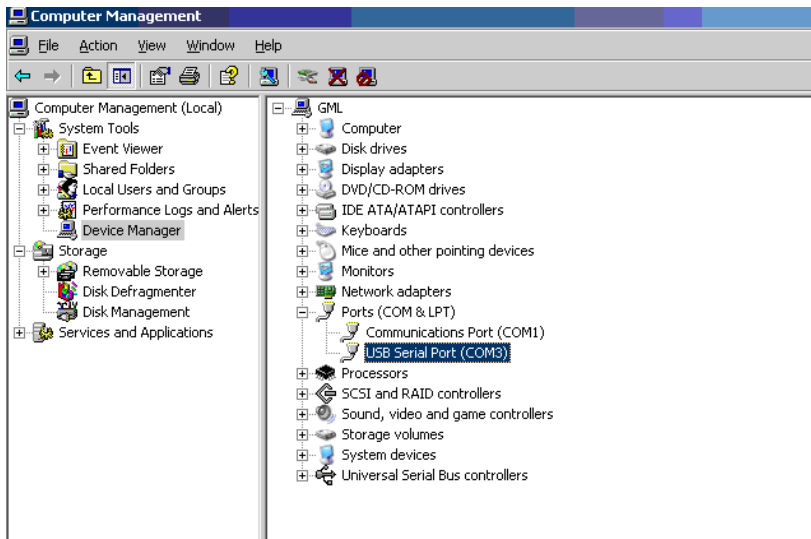 Computer Management
File Action View Window Help
Computer Management (Local)
System Tools
Event Viewer
Shared Folders
Local Users and Groups
Performance Logs and Alerts
Device Manager
Storage
Removable Storage
Disk Defragmenter
Disk Management
Services and Applications
GML
Computer
Disk drives
Display adapters
DVD/CD-ROM drives
IDE ATA/ATAPI controllers
Keyboards
Mice and other pointing devices
Monitors
Network adapters
Ports (COM & LPT)
Communications Port (COM1)
USB Serial Port (COM3)
Processors
SCSI and RAID controllers
Sound, video and game controllers
Storage volumes
System devices
Universal Serial Bus controllers